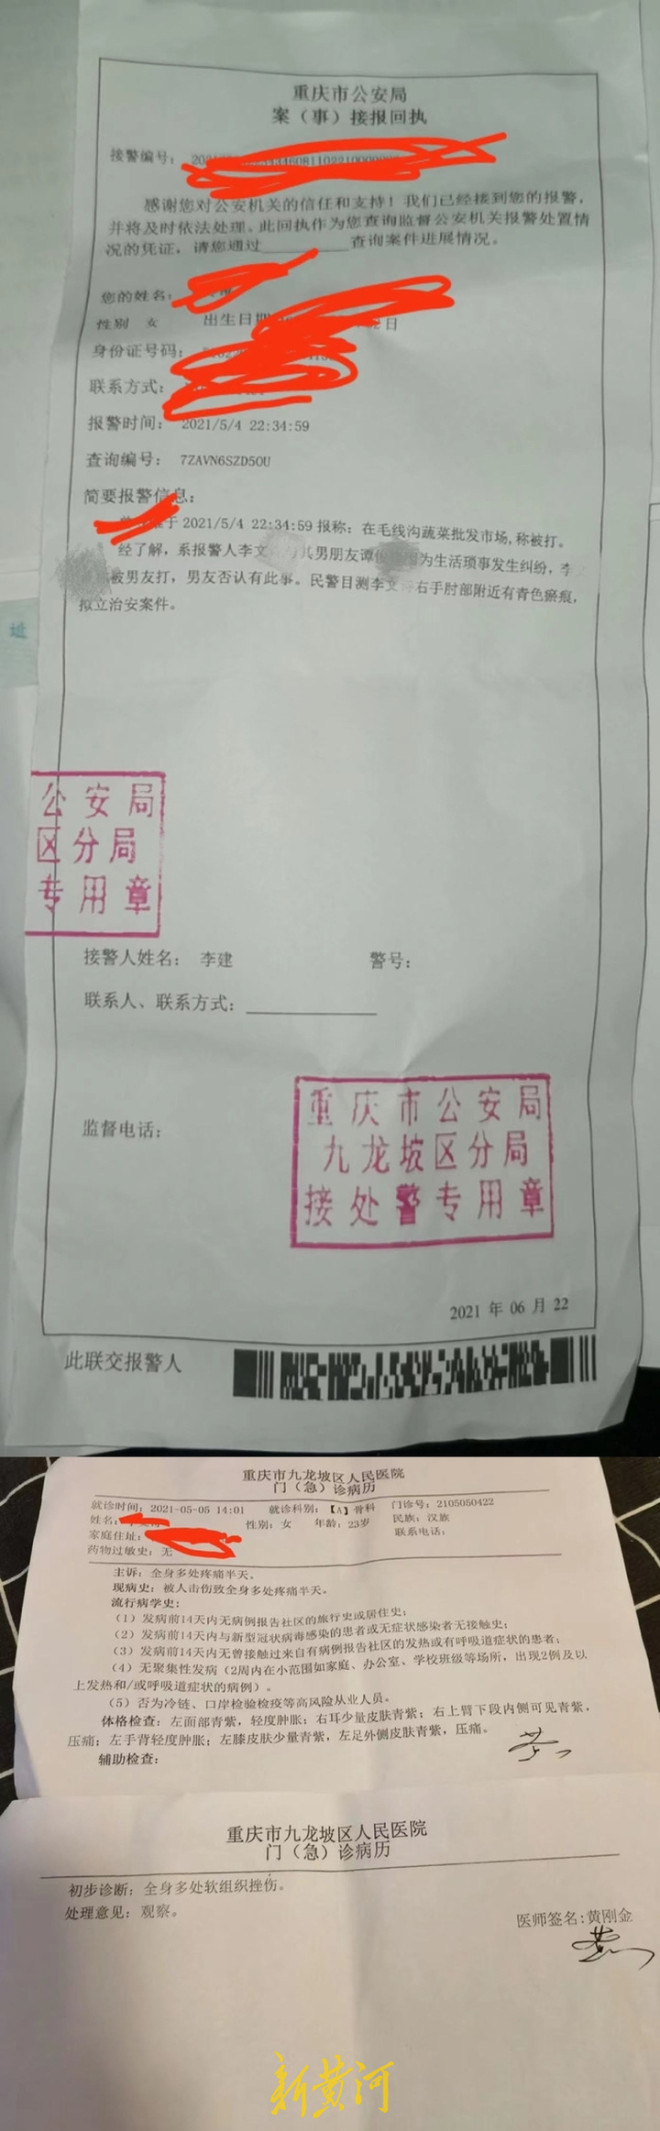 重庆市公安局
案（事）接报回执
接警编号：
感谢您对公安机关的信任和支持！我们已经接到您的报警，
并将及时依法处理。此回执作为您查询监督公安机关报警处置情
况的凭证，请您通过__________查询案件进展情况。
您的姓名：
性别 女 出生日期 日
身份证号码：
联系方式：
报警时间： 2021/5/4 22:34:59
查询编号： 7ZAVN6SZD5OU
简要报警信息：
于 2021/5/4 22:34:59 报称：在毛线沟蔬菜批发市场,称被打。
经了解，系报警人李文 其男朋友谭 为生活琐事发生纠纷，李
被男友打，男友否认有此事。民警目测李文 右手肘部附近有青色瘀痕，
拟立治安案件。
址
公安局
区分局
专用章
接警人姓名： 李建 警号：
联系人、联系方式：
监督电话：
重庆市公安局
九龙坡区分局
接处警专用章
2021 年 06 月 22
此联交报警人
重庆市九龙坡区人民医院
门（急）诊病历
就诊时间：2021-05-05 14:01 就诊科别：【A】骨科 门诊号：2105050422
姓名： 性别：女 年龄：23岁 民族：汉族
家庭住址： 联系电话：
药物过敏史：无
主诉：全身多处疼痛半天。
现病史：被人击伤致全身多处疼痛半天。
流行病学史：
（1）发病前14天内无病例报告社区的旅行史或居住史；
（2）发病前14天内与新型冠状病毒感染的患者或无症状感染者无接触史；
（3）发病前14天内无曾接触过来自有病例报告社区的发热或有呼吸道症状的患者；
（4）无聚集性发病（2周内在小范围如家庭、办公室、学校班级等场所，出现2例及以
上发热和/或呼吸道症状的病例）。
（5）否为冷链、口岸检验检疫等高风险从业人员。
体格检查：左面部青紫，轻度肿胀；右耳少量皮肤青紫；右上臂下段内侧可见青紫，
压痛；左手背轻度肿胀；左膝皮肤少量青紫，左足外侧皮肤青紫，压痛。
辅助检查：
重庆市九龙坡区人民医院
门（急）诊病历
初步诊断：全身多处软组织挫伤。
处理意见：观察。
医师签名:黄刚金
新黄河